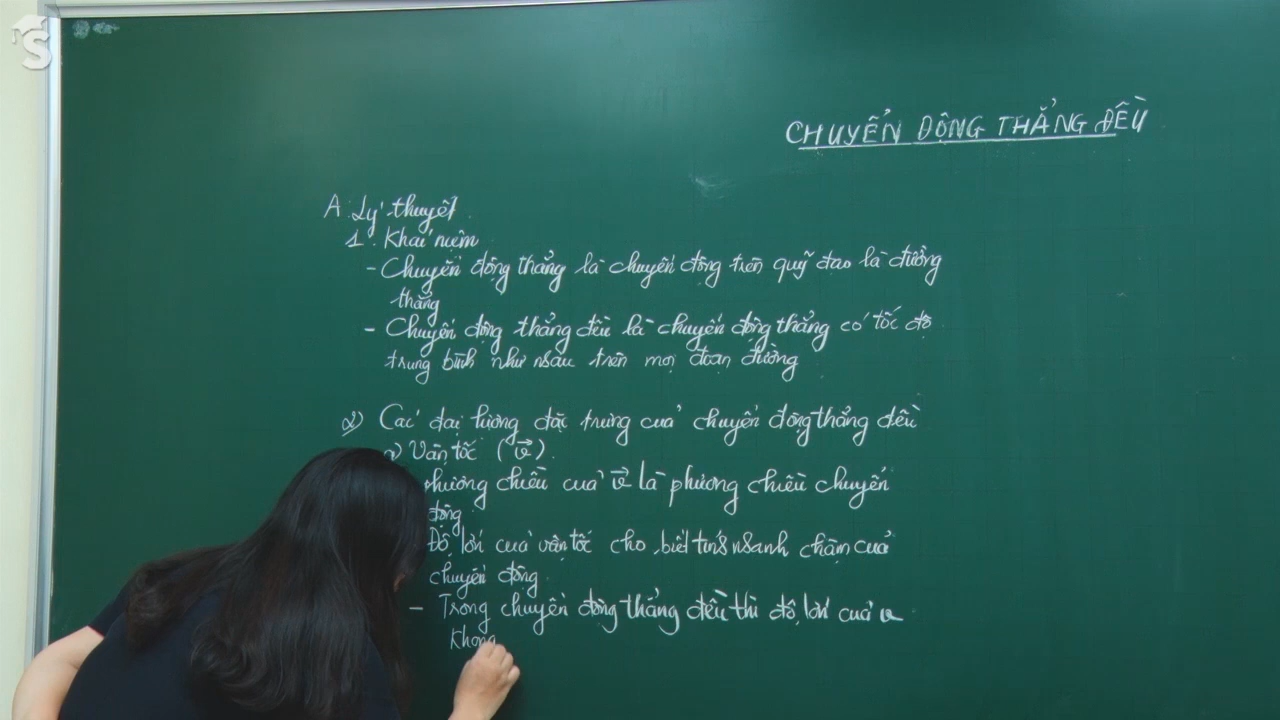 S
CHUYỂN ĐỘNG THẲNG ĐỀU
A. Lý thuyết
1. Khái niệm
- Chuyển động thẳng là chuyển động trên quỹ đạo là đường
thẳng
- Chuyển động thẳng đều là chuyển động thẳng có tốc độ
trung bình như nhau trên mọi đoạn đường
2) Các đại lượng đặc trưng của chuyển động thẳng đều
a) Vận tốc (v⃗).
phương chiều của v⃗ là phương chiều chuyển
động
Độ lớn của vận tốc cho biết tính nhanh chậm của
chuyển động.
- Trong chuyển động thẳng đều thì độ lớn của v
không